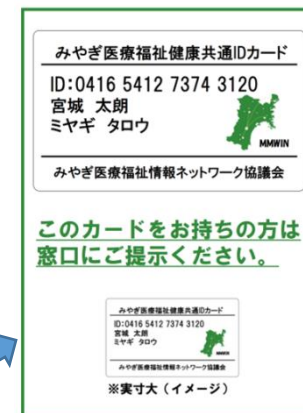 みやぎ医療福祉健康共通IDカード
ID:0416 5412 7374 3120
宮城 太朗
ミヤギ タロウ
MMWIN
みやぎ医療福祉情報ネットワーク協議会
このカードをお持ちの方は
窓口にご提示ください。
みやぎ医療福祉健康共通IDカード
ID:0416 5412 7374 3120
宮城 太朗
ミヤギ タロウ
MMWIN
みやぎ医療福祉情報ネットワーク協議会
※実寸大（イメージ）